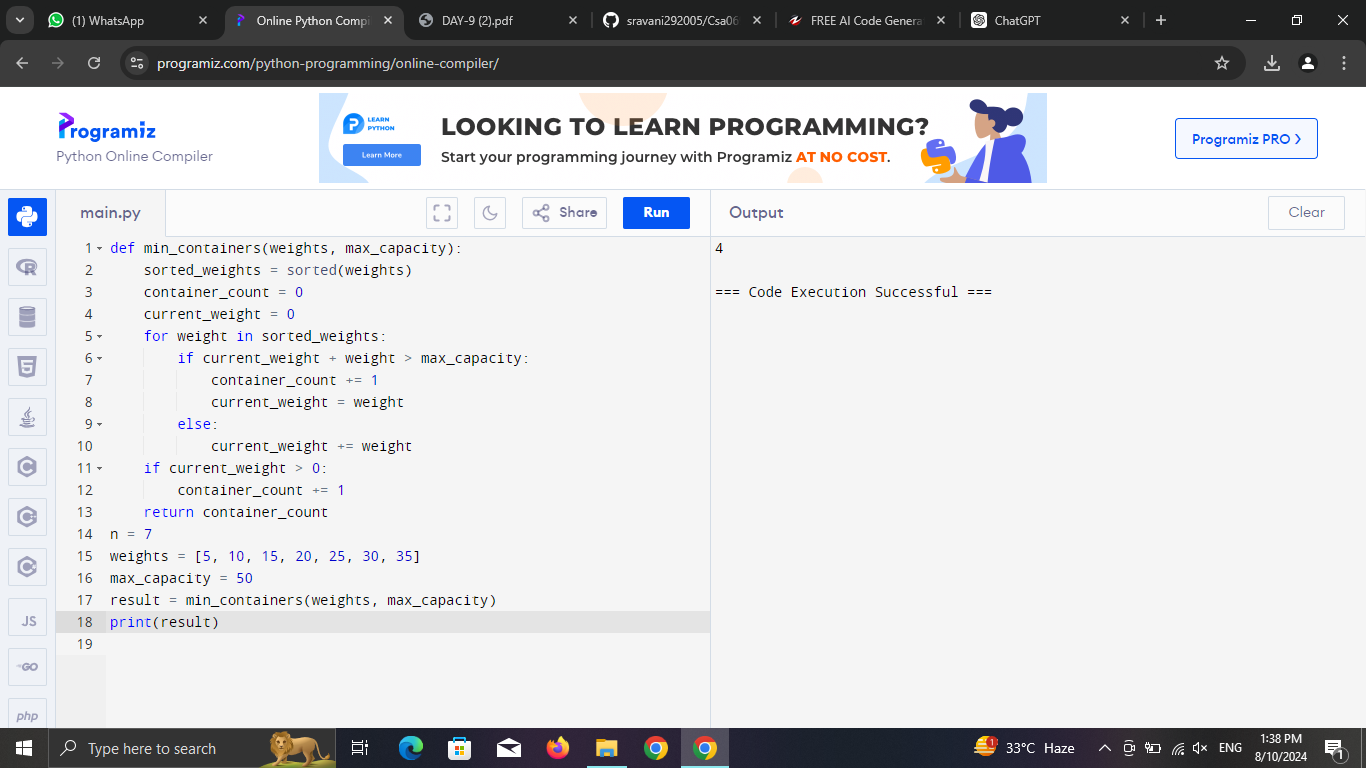 (1) WhatsApp
Online Python Compi
DAY-9 (2).pdf
sravani292005/Csa06
FREE AI Code Genera
ChatGPT
programiz.com/python-programming/online-compiler/
Programiz
Python Online Compiler
LEARN
PYTHON
Learn More
LOOKING TO LEARN PROGRAMMING?
Start your programming journey with Programiz AT NO COST.
Programiz PRO >
main.py
Share
Run
Output
Clear
1 def min_containers(weights, max_capacity):
2 sorted_weights = sorted(weights)
3 container_count = 0
4 current_weight = 0
5 for weight in sorted_weights:
6 if current_weight + weight > max_capacity:
7 container_count += 1
8 current_weight = weight
9 else:
10 current_weight += weight
11 if current_weight > 0:
12 container_count += 1
13 return container_count
14 n = 7
15 weights = [5, 10, 15, 20, 25, 30, 35]
16 max_capacity = 50
17 result = min_containers(weights, max_capacity)
18 print(result)
19
4
=== Code Execution Successful ===
JS
GO
php
Type here to search
1
33°C Haze
ENG
1:38 PM
8/10/2024
1